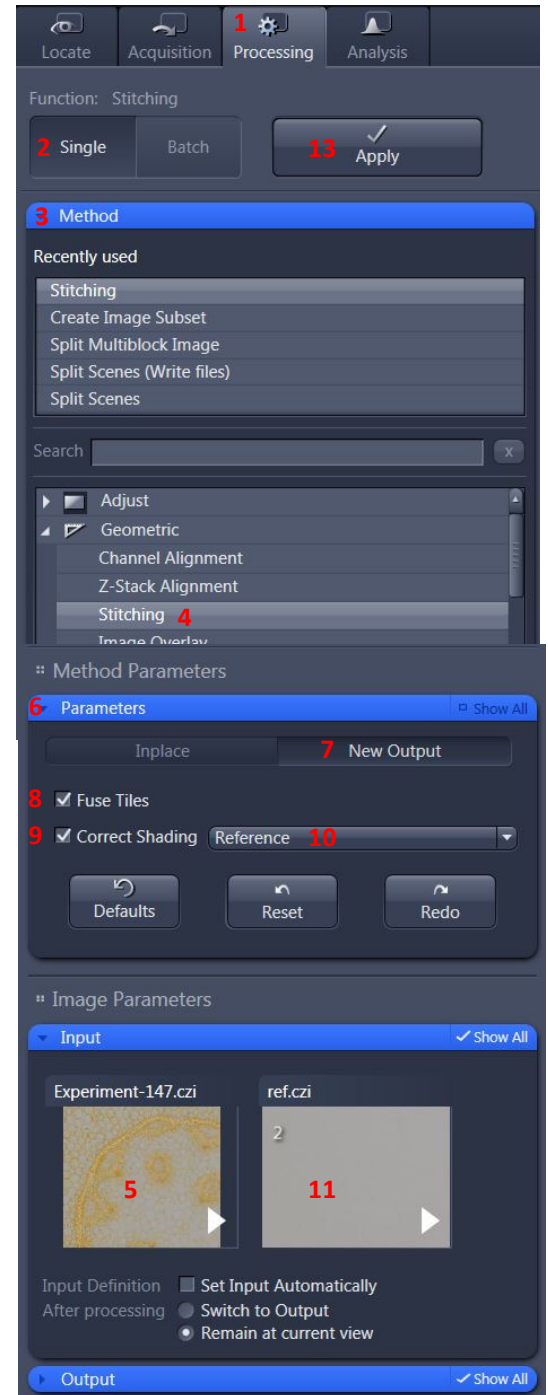 1
Locate Acquisition Processing Analysis
Function: Stitching
2 Single Batch 13 Apply
3 Method
Recently used
Stitching
Create Image Subset
Split Multiblock Image
Split Scenes (Write files)
Split Scenes
Search x
Adjust
Geometric
Channel Alignment
Z-Stack Alignment
Stitching 4
Image Overlay
Method Parameters
6 Parameters Show All
Inplace 7 New Output
8 Fuse Tiles
9 Correct Shading Reference 10
Defaults Reset Redo
Image Parameters
Input Show All
Experiment-147.czi ref.czi
2
5 11
Input Definition Set Input Automatically
After processing Switch to Output
Remain at current view
Output Show All